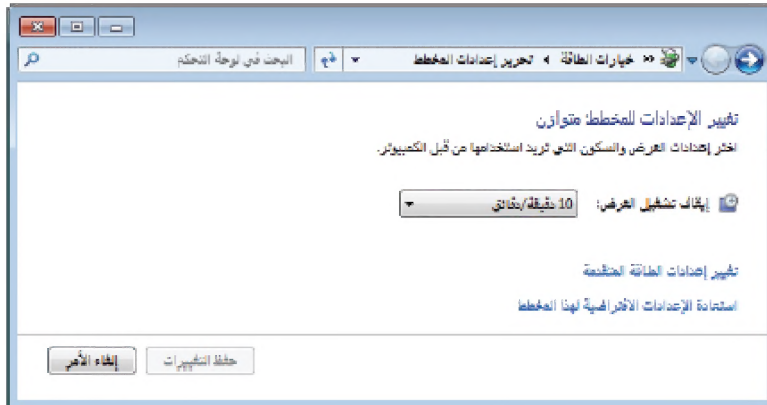 « خيارات الطاقة ‹ تحرير إعدادات المخطط
البحث في لوحة التحكم
تغيير الإعدادات للمخطط: متوازن
اختر إعدادات العرض والسكون التي تريد استخدامها من قبل الكمبيوتر.
إيقاف تشغيل العرض: 10 دقيقة/دقائق
تغيير إعدادات الطاقة المتقدمة
استعادة الإعدادات الافتراضية لهذا المخطط
حفظ التغييرات إلغاء الأمر